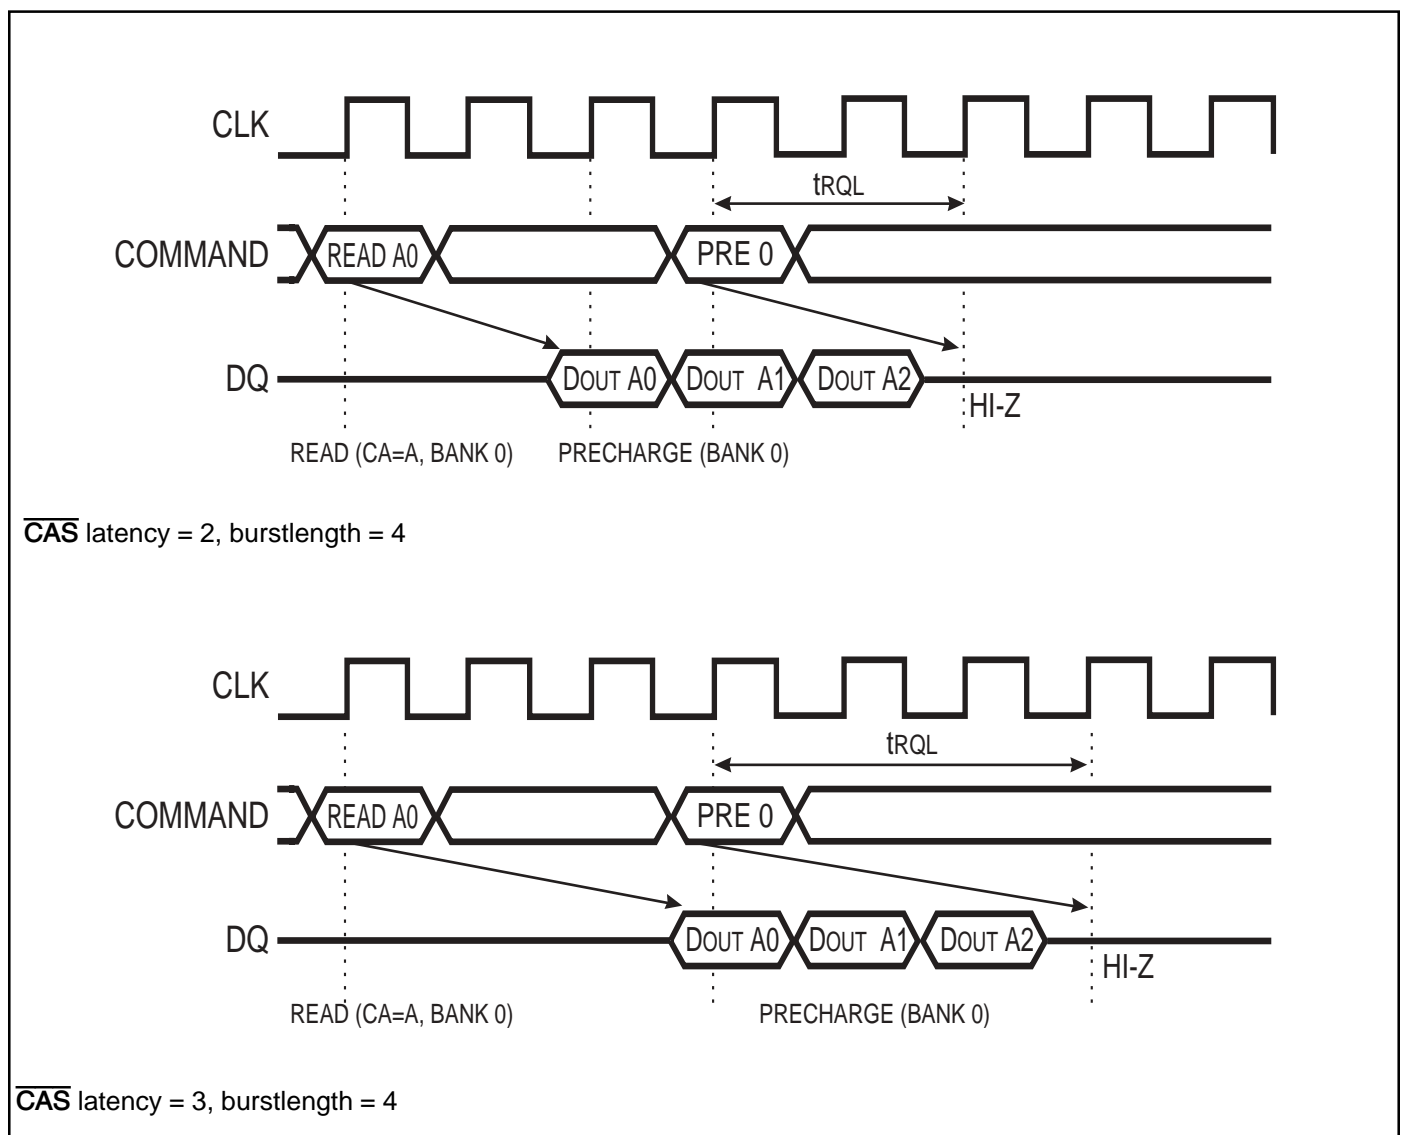 CLK
tRQL
COMMAND READ A0 PRE 0
DQ DOUT A0 DOUT A1 DOUT A2
HI-Z
READ (CA=A, BANK 0) PRECHARGE (BANK 0)
CAS latency = 2, burstlength = 4
CLK
tRQL
COMMAND READ A0 PRE 0
DQ DOUT A0 DOUT A1 DOUT A2
HI-Z
READ (CA=A, BANK 0) PRECHARGE (BANK 0)
CAS latency = 3, burstlength = 4